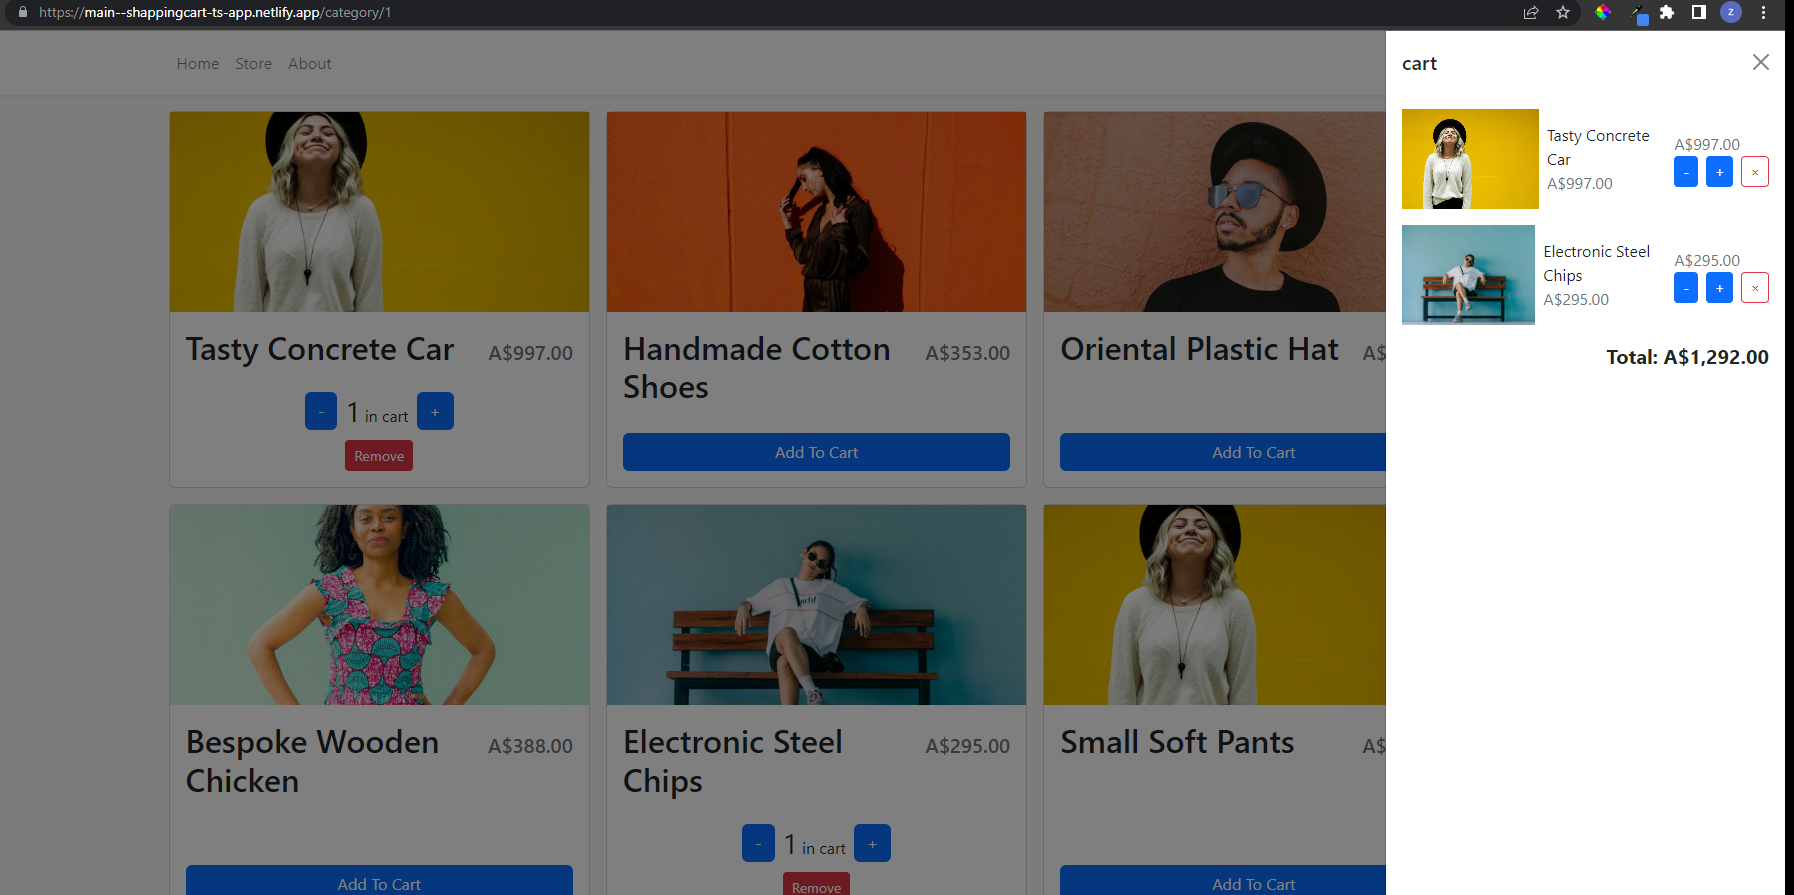 https://main--shappingcart-ts-app.netlify.app/category/1
z
Home Store About
Tasty Concrete Car A$997.00
- 1 in cart +
Remove
Handmade Cotton
Shoes
A$353.00
Add To Cart
Oriental Plastic Hat A$
Add To Cart
Bespoke Wooden
Chicken
A$388.00
Add To Cart
Electronic Steel
Chips
A$295.00
- 1 in cart +
Remove
Small Soft Pants A$
Add To Cart
cart
Tasty Concrete
Car
A$997.00
A$997.00
- + ×
Electronic Steel
Chips
A$295.00
A$295.00
- + ×
Total: A$1,292.00